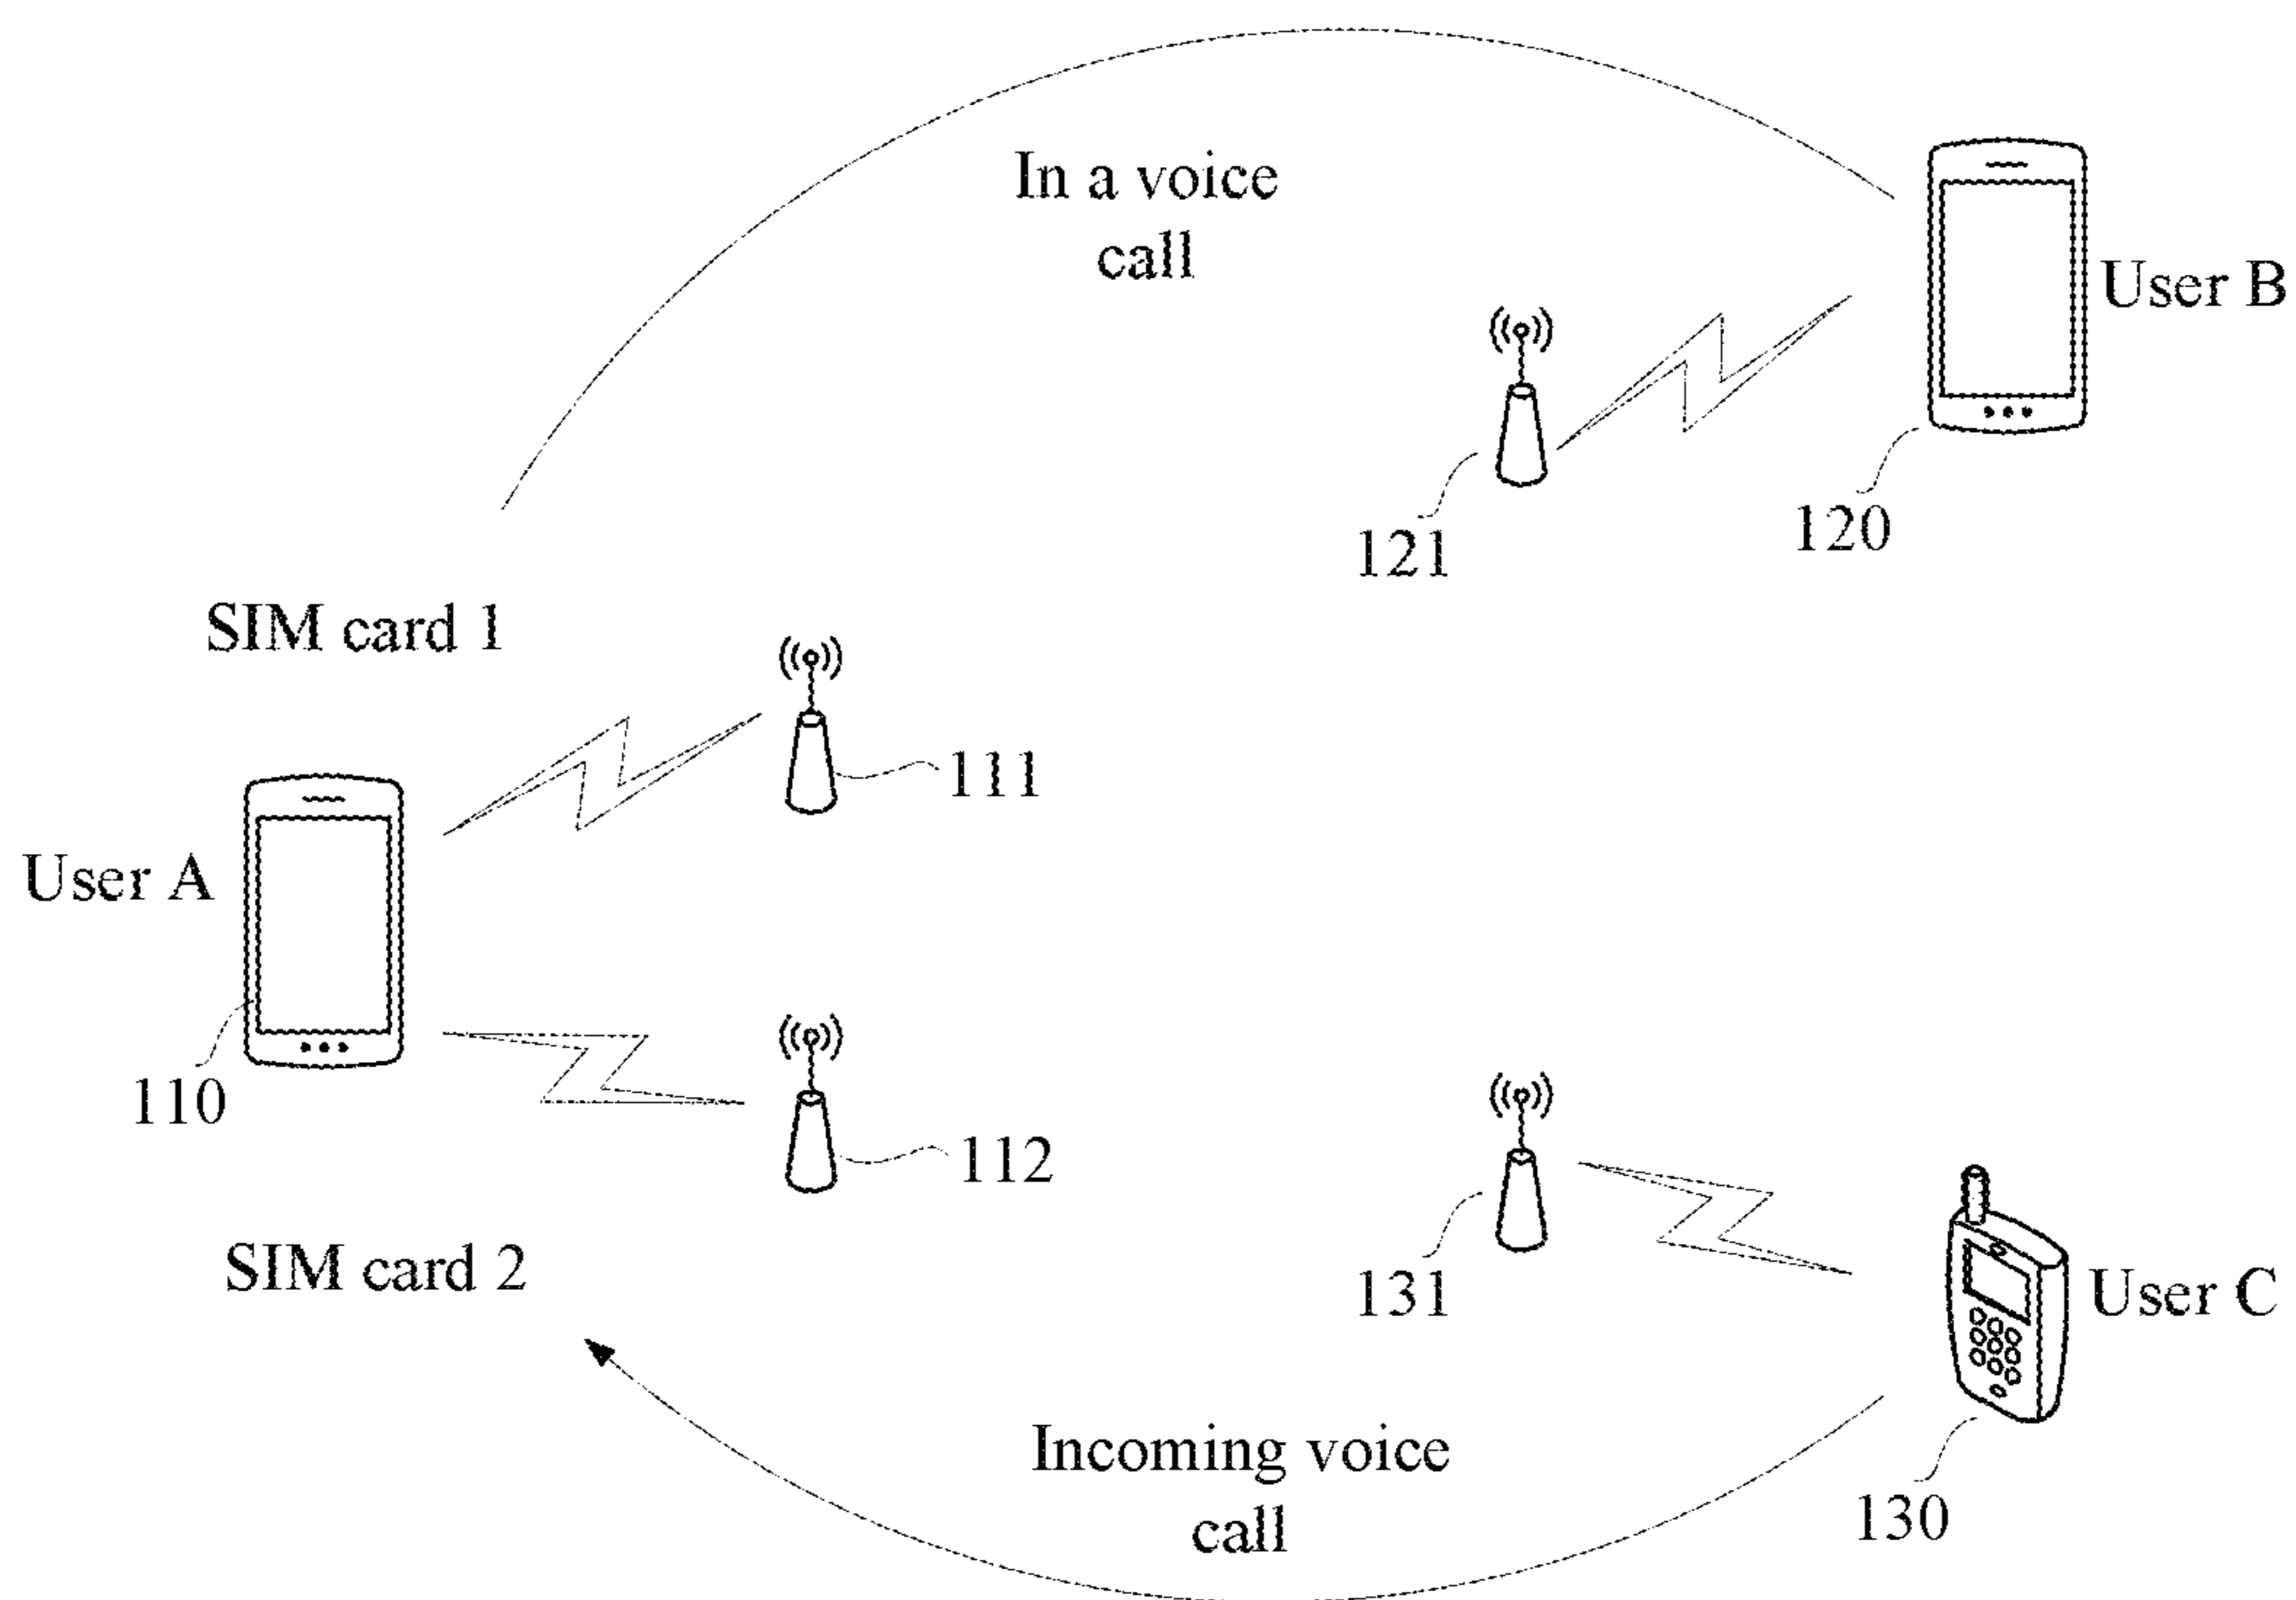 In a voice
call
User B
121
120
SIM card 1
111
User A
110
112
SIM card 2
131
User C
Incoming voice
call
130